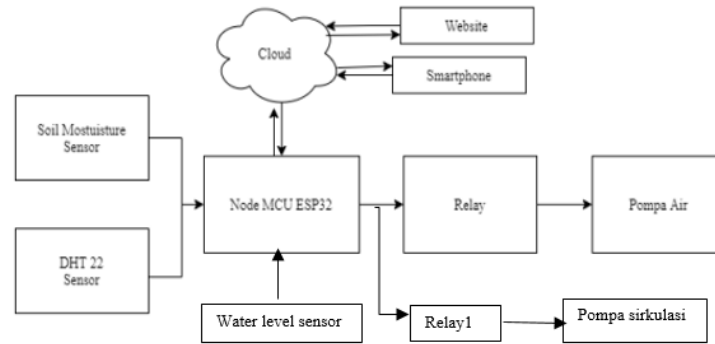 Website
Cloud
Smartphone
Soil Mostuisture
Sensor
Node MCU ESP32
Relay
Pompa Air
DHT 22
Sensor
Water level sensor
Relay1
Pompa sirkulasi